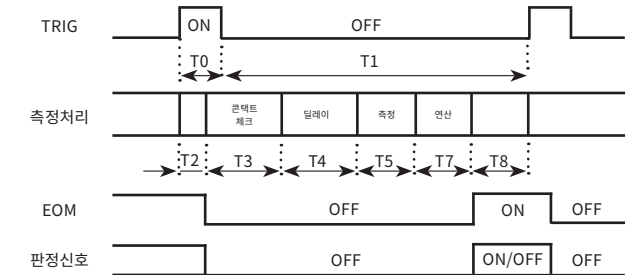 TRIG ON OFF
T0 T1
측정처리 콘택트 체크 딜레이 측정 연산
T2 T3 T4 T5 T7 T8
EOM OFF ON OFF
판정신호 OFF ON/OFF OFF